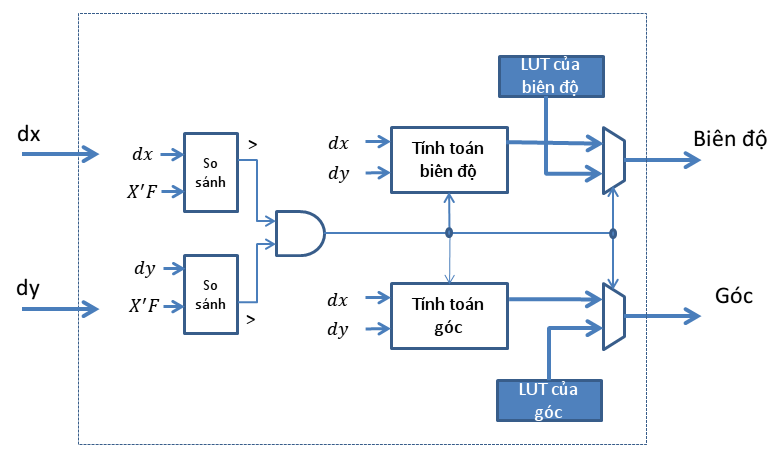 LUT của
biên độ
dx
Biên độ
>
dx
X'F
So
sánh
dx
dy
Tính toán
biên độ
dy
Góc
dy
X'F
So
sánh
>
dx
dy
Tính toán
góc
LUT của
góc